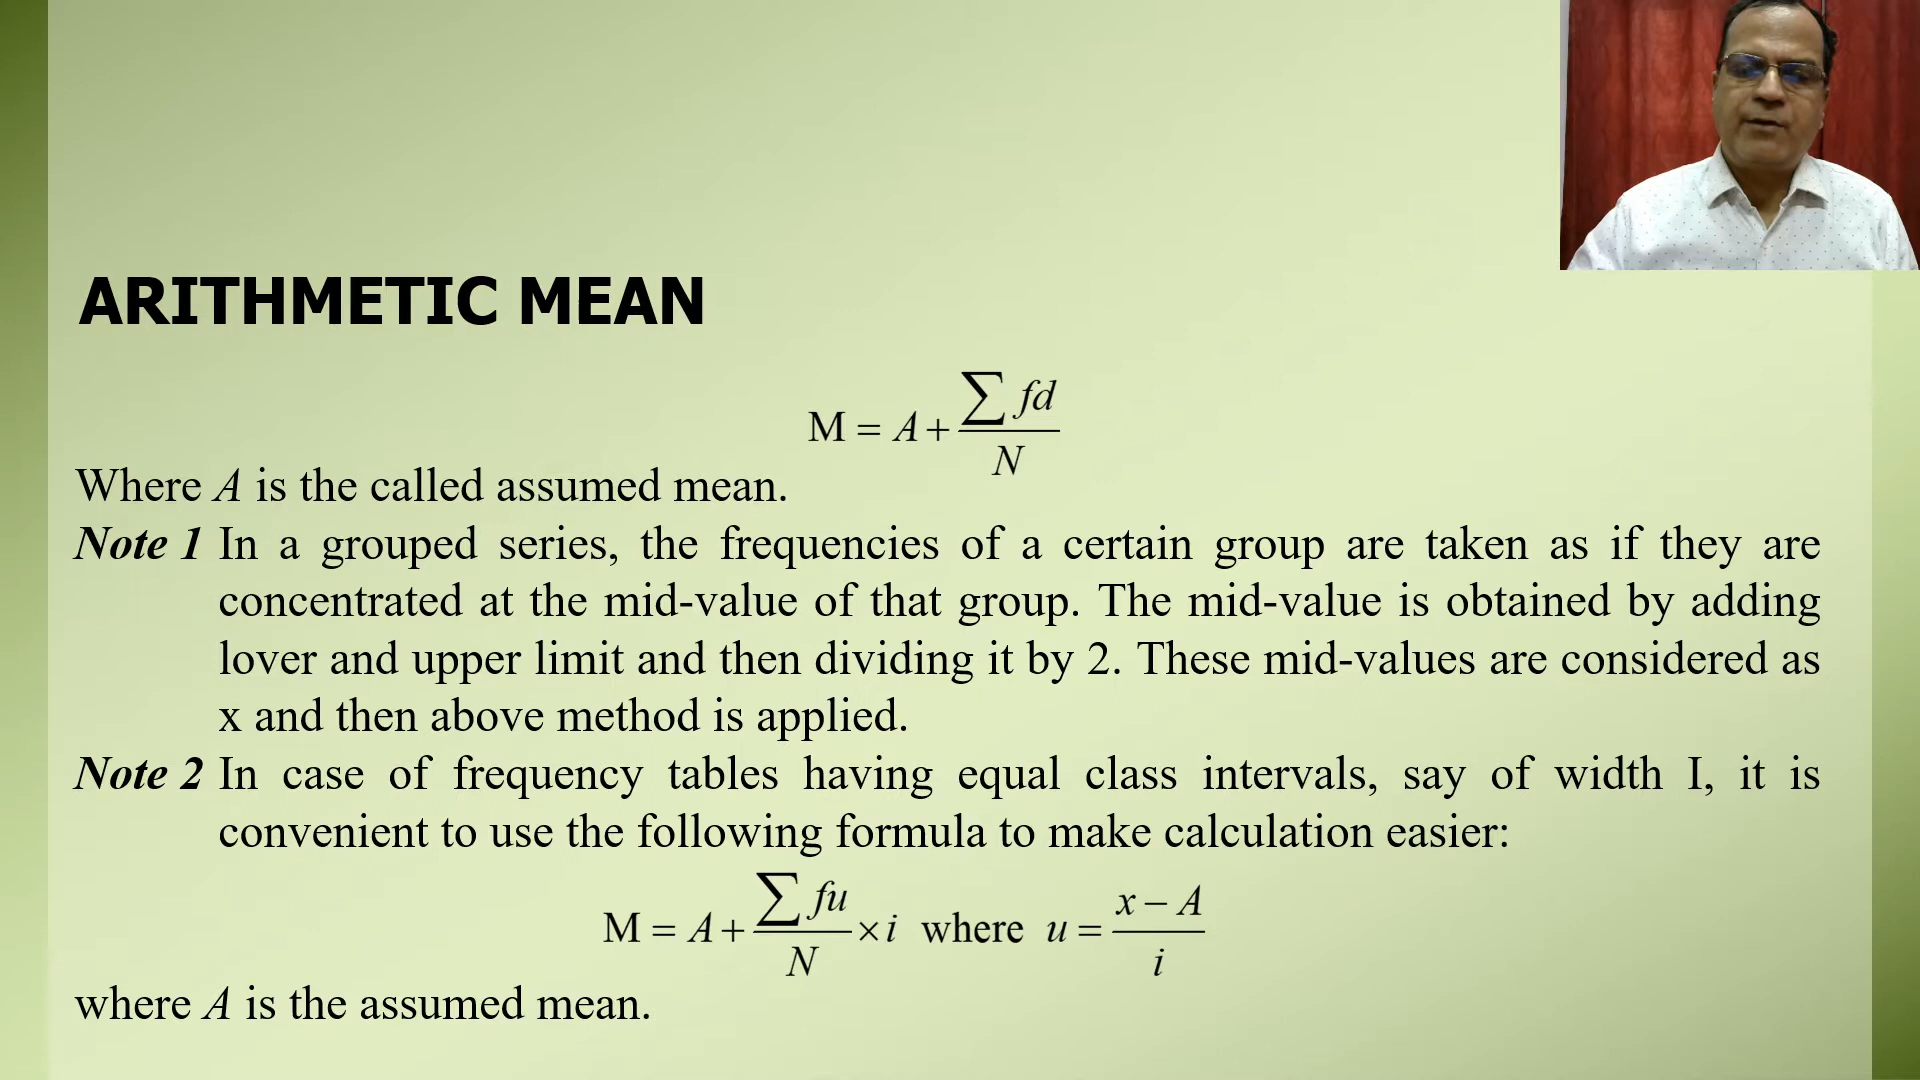 ARITHMETIC MEAN
M = A + ∑ fd / N
Where A is the called assumed mean.
Note 1 In a grouped series, the frequencies of a certain group are taken as if they are
concentrated at the mid-value of that group. The mid-value is obtained by adding
lover and upper limit and then dividing it by 2. These mid-values are considered as
x and then above method is applied.
Note 2 In case of frequency tables having equal class intervals, say of width I, it is
convenient to use the following formula to make calculation easier:
M = A + ∑ fu / N × i where u = x − A / i
where A is the assumed mean.